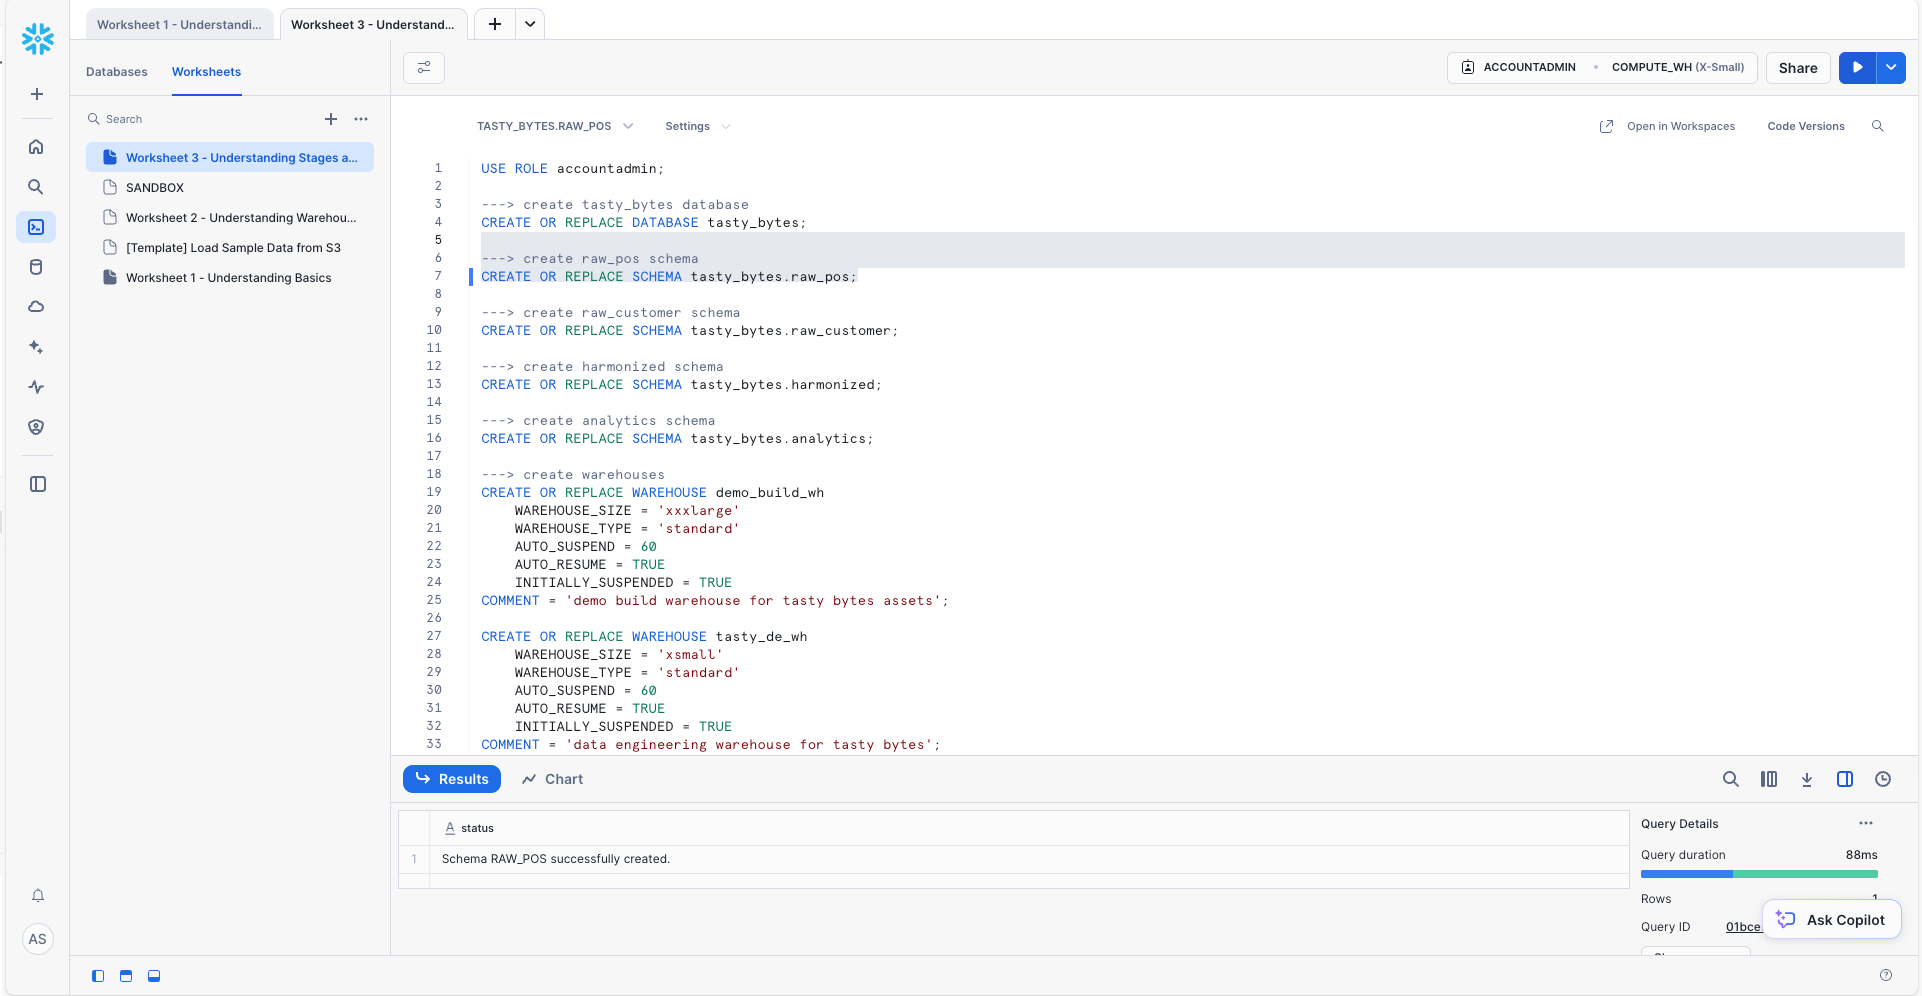 Worksheet 1 - Understandi...
Worksheet 3 - Understand...
Databases
Worksheets
ACCOUNTADMIN
COMPUTE_WH (X-Small)
Share
Search
Worksheet 3 - Understanding Stages a...
SANDBOX
Worksheet 2 - Understanding Warehou...
[Template] Load Sample Data from S3
Worksheet 1 - Understanding Basics
TASTY_BYTES.RAW_POS
Settings
Open in Workspaces
Code Versions
1 USE ROLE accountadmin;
2
3 ---> create tasty_bytes database
4 CREATE OR REPLACE DATABASE tasty_bytes;
5
6 ---> create raw_pos schema
7 CREATE OR REPLACE SCHEMA tasty_bytes.raw_pos;
8
9 ---> create raw_customer schema
10 CREATE OR REPLACE SCHEMA tasty_bytes.raw_customer;
11
12 ---> create harmonized schema
13 CREATE OR REPLACE SCHEMA tasty_bytes.harmonized;
14
15 ---> create analytics schema
16 CREATE OR REPLACE SCHEMA tasty_bytes.analytics;
17
18 ---> create warehouses
19 CREATE OR REPLACE WAREHOUSE demo_build_wh
20 WAREHOUSE_SIZE = 'xxxlarge'
21 WAREHOUSE_TYPE = 'standard'
22 AUTO_SUSPEND = 60
23 AUTO_RESUME = TRUE
24 INITIALLY_SUSPENDED = TRUE
25 COMMENT = 'demo build warehouse for tasty bytes assets';
26
27 CREATE OR REPLACE WAREHOUSE tasty_de_wh
28 WAREHOUSE_SIZE = 'xsmall'
29 WAREHOUSE_TYPE = 'standard'
30 AUTO_SUSPEND = 60
31 AUTO_RESUME = TRUE
32 INITIALLY_SUSPENDED = TRUE
33 COMMENT = 'data engineering warehouse for tasty bytes';
Results
Chart
A status
1 Schema RAW_POS successfully created.
Query Details
Query duration 88ms
Rows 1
Query ID 01bce
Ask Copilot
AS